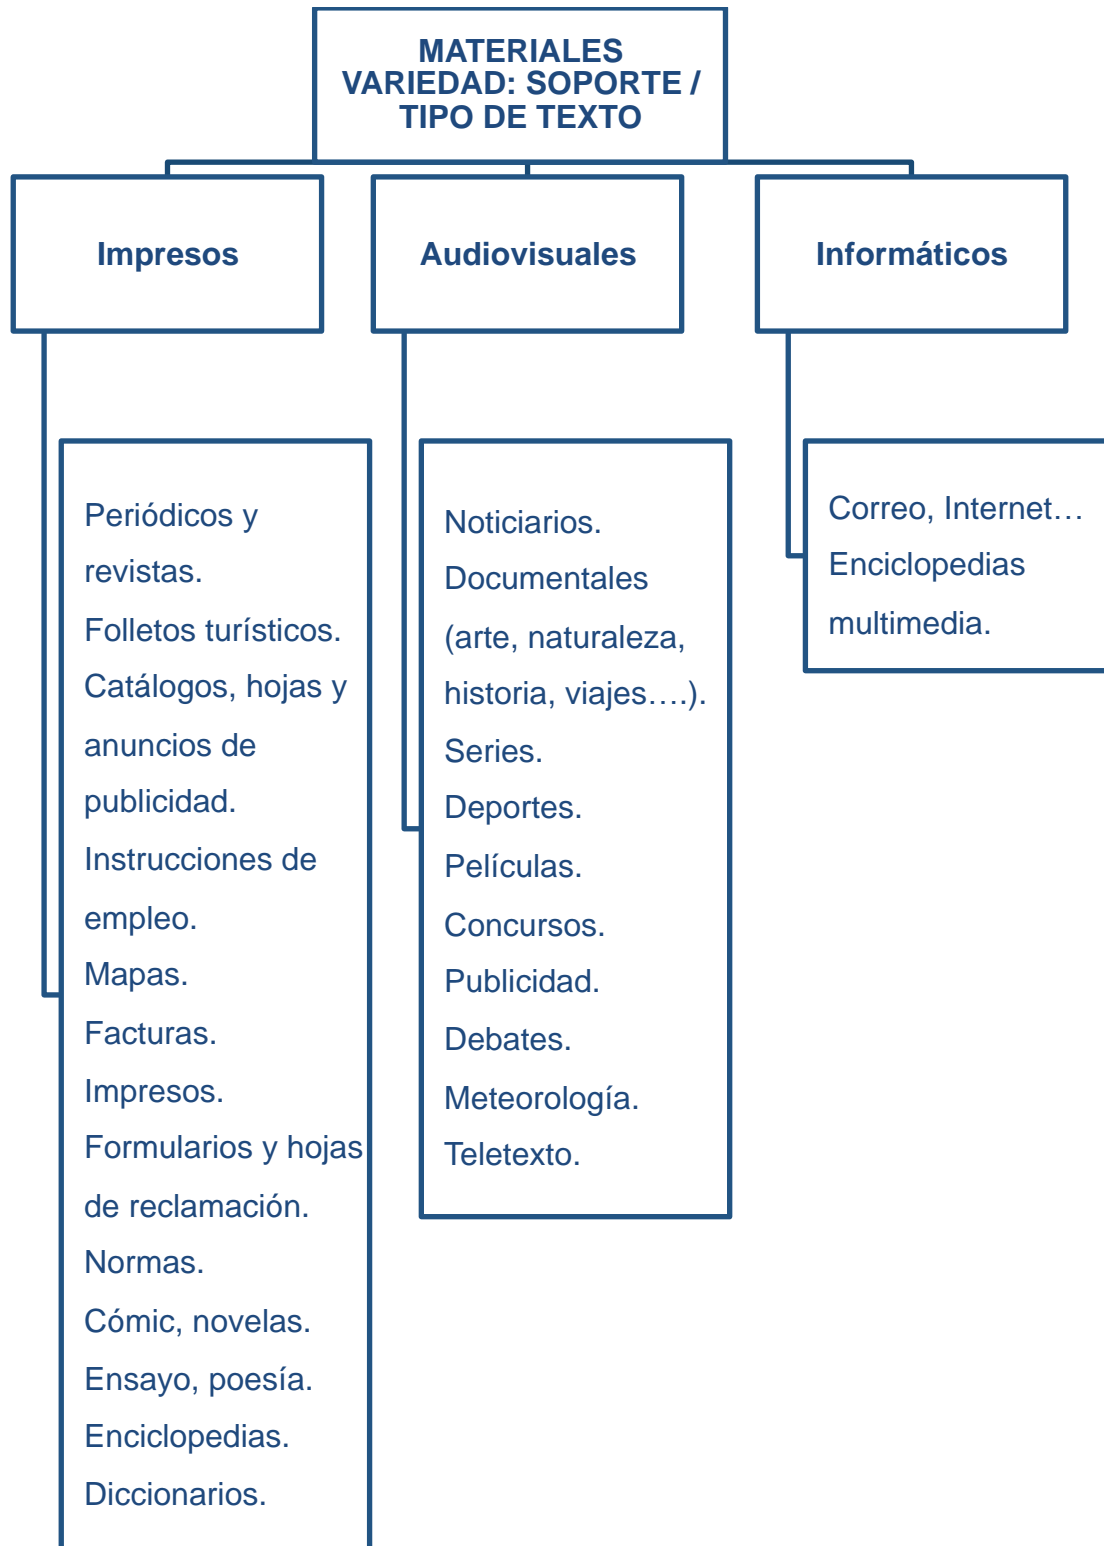 MATERIALES
VARIEDAD: SOPORTE /
TIPO DE TEXTO
Impresos
Audiovisuales
Informáticos
Periódicos y
revistas.
Folletos turísticos.
Catálogos, hojas y
anuncios de
publicidad.
Instrucciones de
empleo.
Mapas.
Facturas.
Impresos.
Formularios y hojas
de reclamación.
Normas.
Cómic, novelas.
Ensayo, poesía.
Enciclopedias.
Diccionarios.
Noticiarios.
Documentales
(arte, naturaleza,
historia, viajes….).
Series.
Deportes.
Películas.
Concursos.
Publicidad.
Debates.
Meteorología.
Teletexto.
Correo, Internet…
Enciclopedias
multimedia.